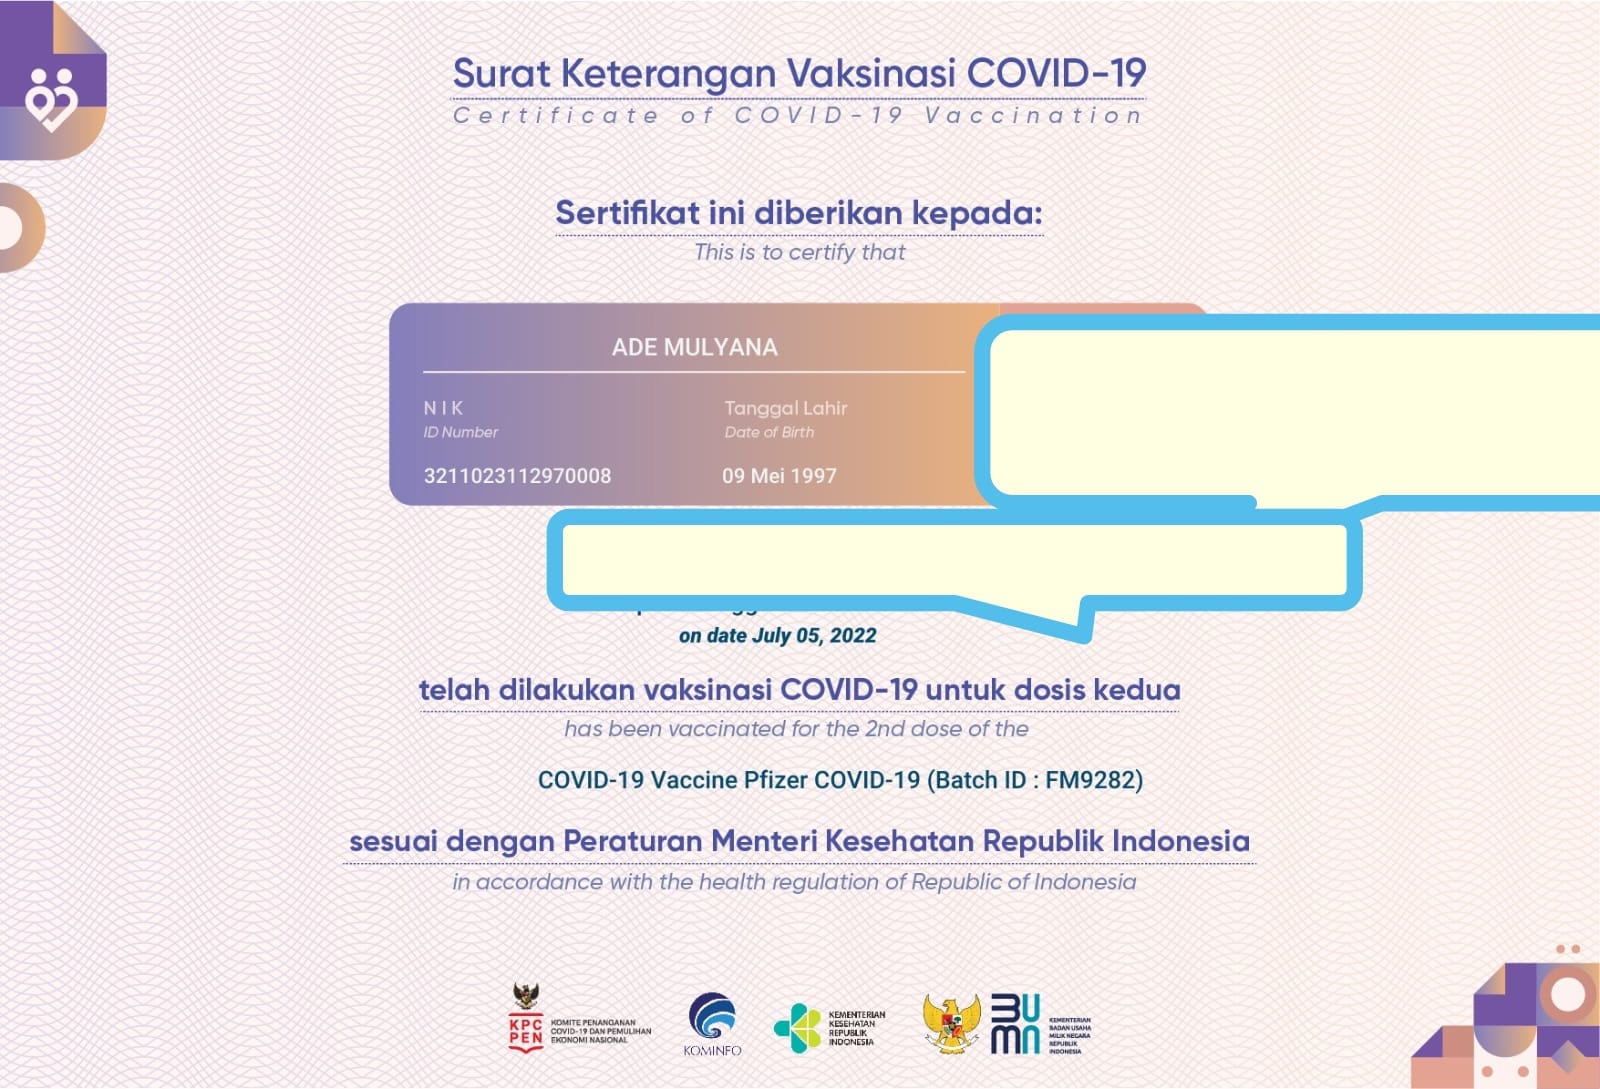 Surat Keterangan Vaksinasi COVID-19
Certificate of COVID-19 Vaccination
Sertifikat ini diberikan kepada:
This is to certify that
ADE MULYANA
NIK
ID Number
3211023112970008
Tanggal Lahir
Date of Birth
09 Mei 1997
on date July 05, 2022
telah dilakukan vaksinasi COVID-19 untuk dosis kedua
has been vaccinated for the 2nd dose of the
COVID-19 Vaccine Pfizer COVID-19 (Batch ID : FM9282)
sesuai dengan Peraturan Menteri Kesehatan Republik Indonesia
in accordance with the health regulation of Republic of Indonesia
KPC
PEN
KOMITE PENANGANAN
COVID-19 DAN PEMULIHAN
EKONOMI NASIONAL
KOMINFO
KEMENTERIAN
KESEHATAN
REPUBLIK
INDONESIA
BUMN
KEMENTERIAN
BADAN USAHA
MILIK NEGARA
REPUBLIK
INDONESIA